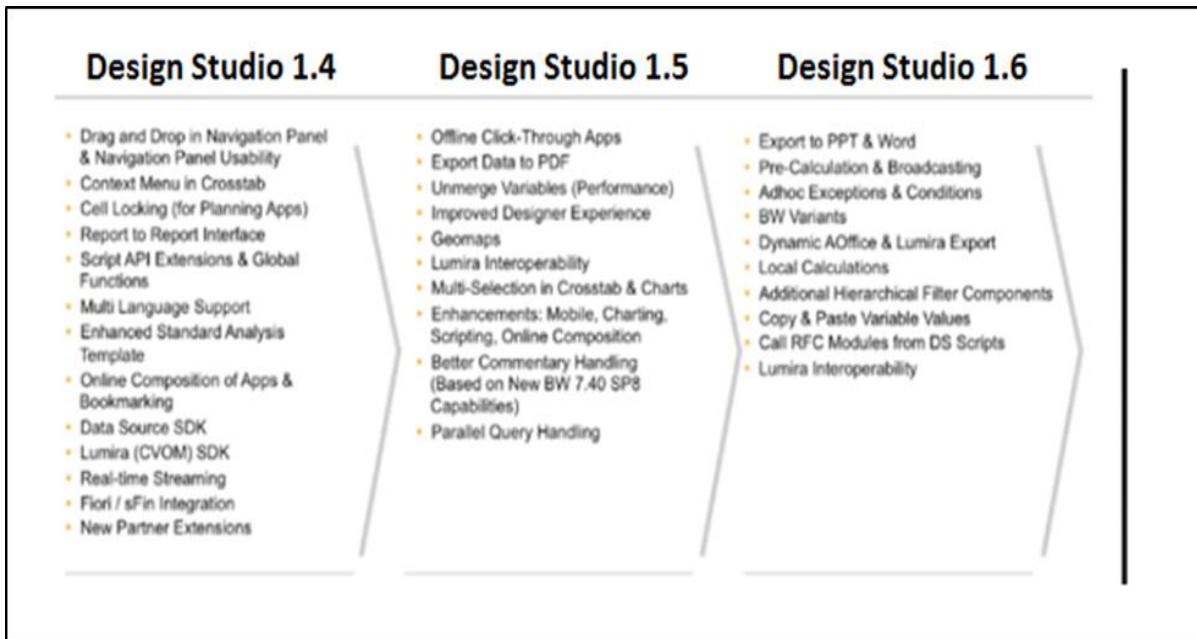 Design Studio 1.4
• Drag and Drop in Navigation Panel
& Navigation Panel Usability
• Context Menu in Crosstab
• Cell Locking (for Planning Apps)
• Report to Report Interface
• Script API Extensions & Global
Functions
• Multi Language Support
• Enhanced Standard Analysis
Template
• Online Composition of Apps &
Bookmarking
• Data Source SDK
• Lumira (CVOM) SDK
• Real-time Streaming
• Fiori / sFin Integration
• New Partner Extensions
Design Studio 1.5
• Offline Click-Through Apps
• Export Data to PDF
• Unmerge Variables (Performance)
• Improved Designer Experience
• Geomaps
• Lumira Interoperability
• Multi-Selection in Crosstab & Charts
• Enhancements: Mobile, Charting,
Scripting, Online Composition
• Better Commentary Handling
(Based on New BW 7.40 SP8
Capabilities)
• Parallel Query Handling
Design Studio 1.6
• Export to PPT & Word
• Pre-Calculation & Broadcasting
• Adhoc Exceptions & Conditions
• BW Variants
• Dynamic AOffice & Lumira Export
• Local Calculations
• Additional Hierarchical Filter Components
• Copy & Paste Variable Values
• Call RFC Modules from DS Scripts
• Lumira Interoperability